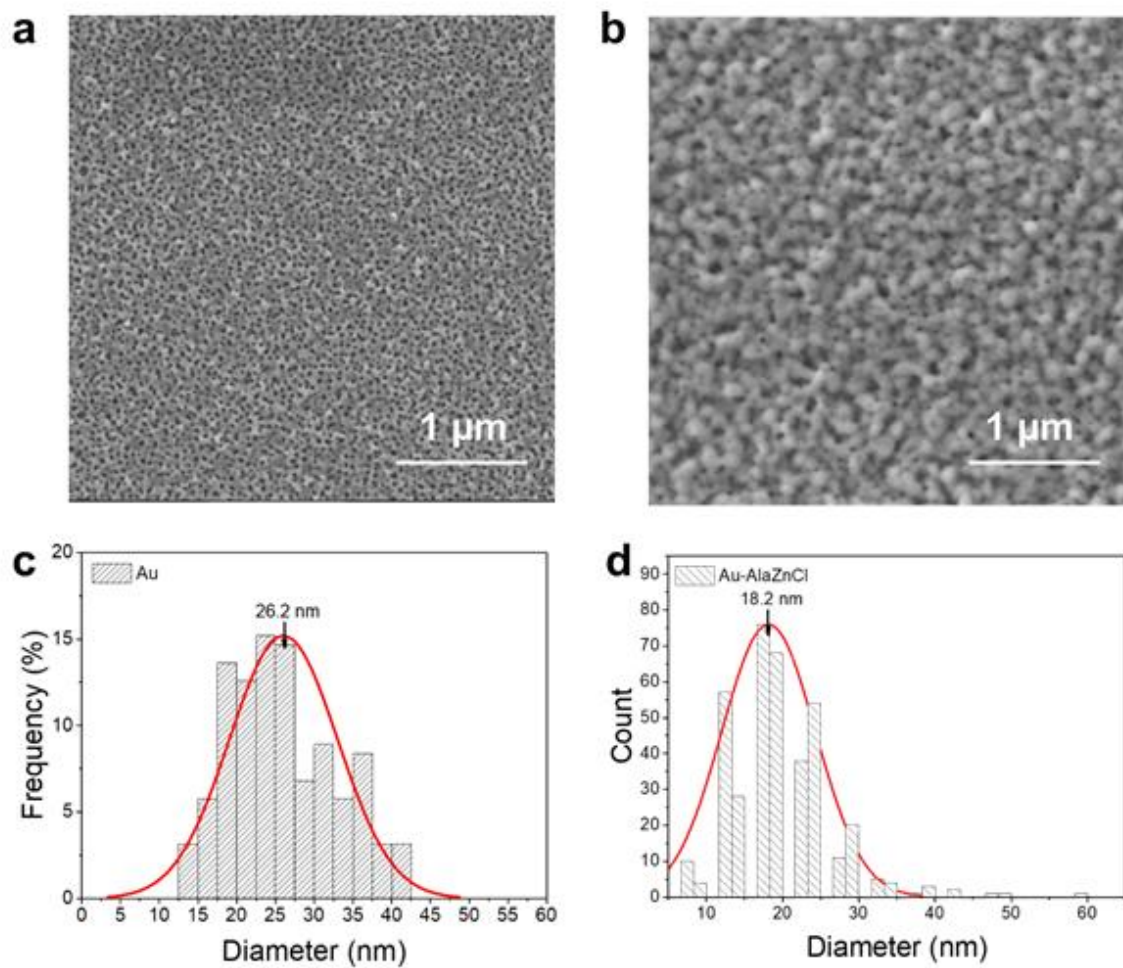 a
b
1 µm
1 µm
c
20
15
10
5
0
Frequency (%)
Au
26.2 nm
0 5 10 15 20 25 30 35 40 45 50 55 60
Diameter (nm)
d
90
80
70
60
50
40
30
20
10
0
Count
Au-AlaZnCl
18.2 nm
10 20 30 40 50 60
Diameter (nm)